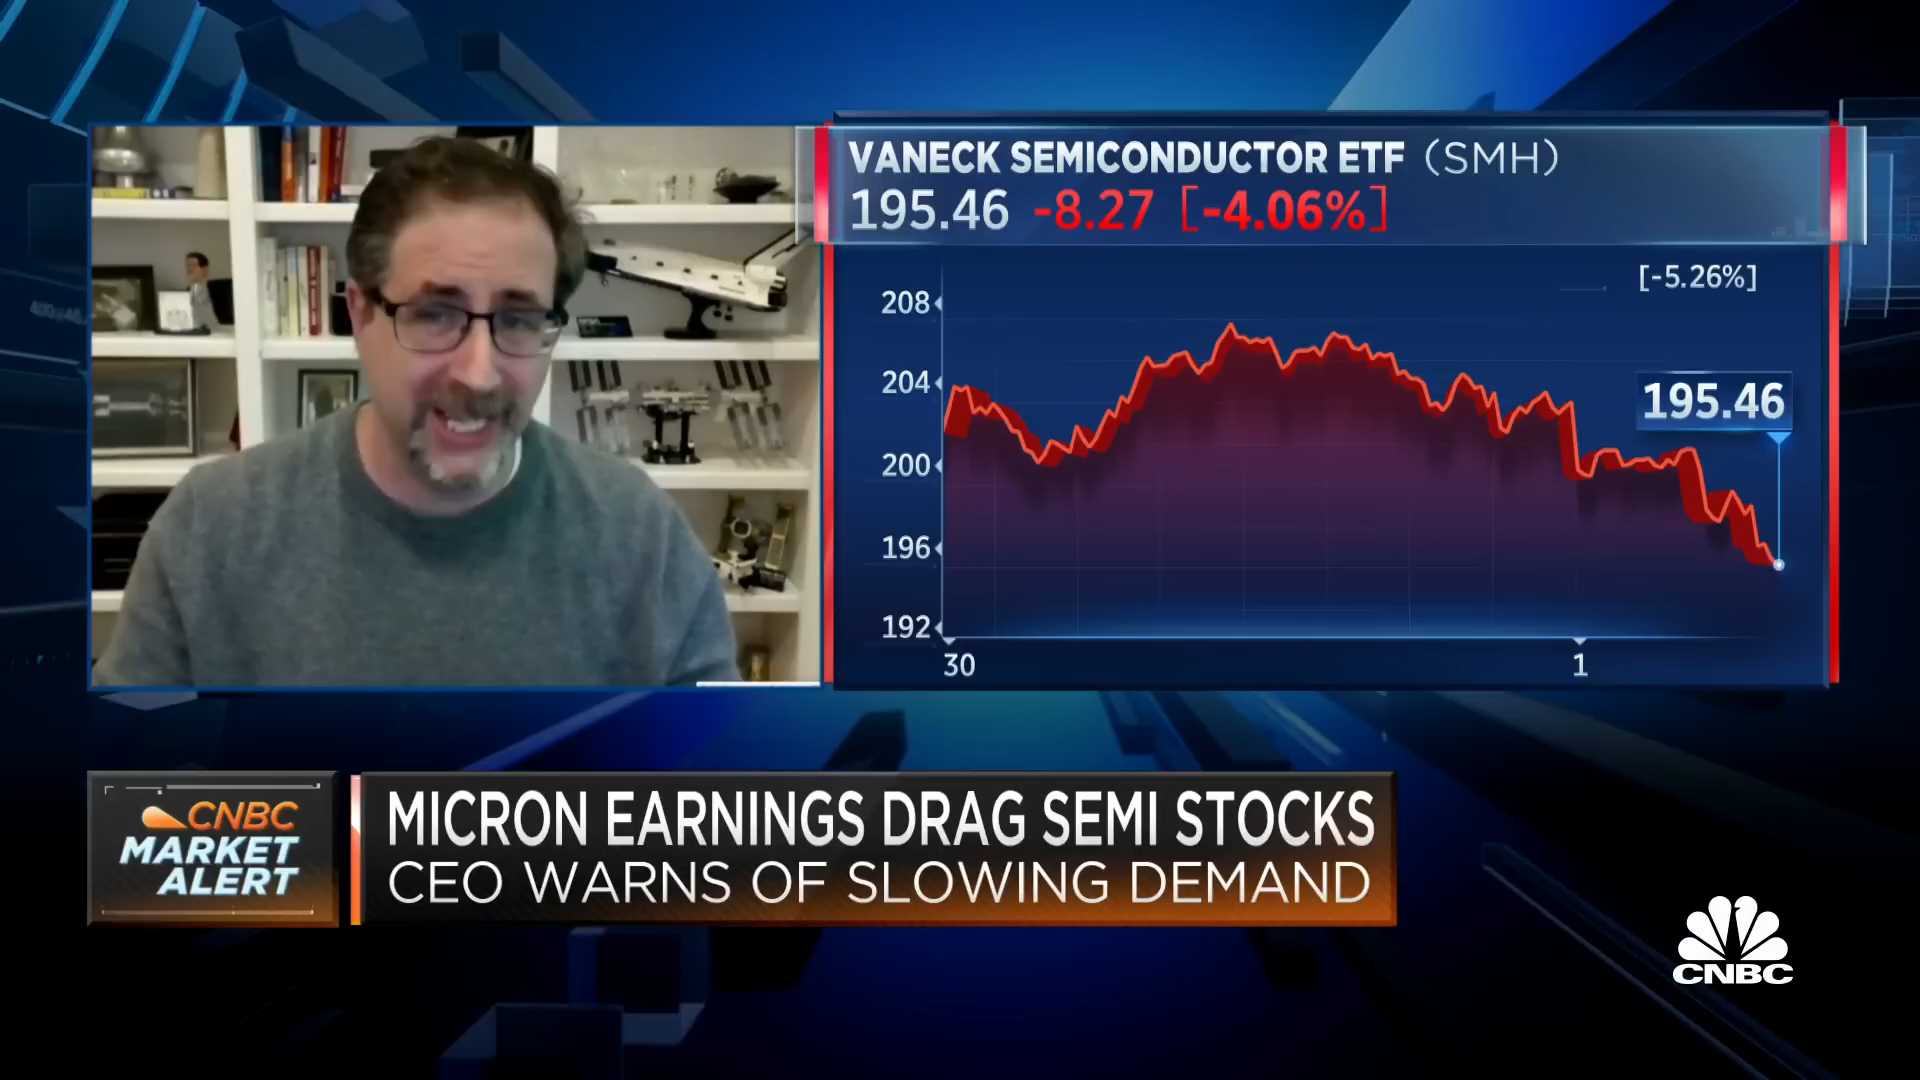 VANECK SEMICONDUCTOR ETF (SMH)
195.46 -8.27 [-4.06%]
[-5.26%]
208
204
200
196
192
195.46
30
1
CNBC
MARKET
ALERT
MICRON EARNINGS DRAG SEMI STOCKS
CEO WARNS OF SLOWING DEMAND
CNBC